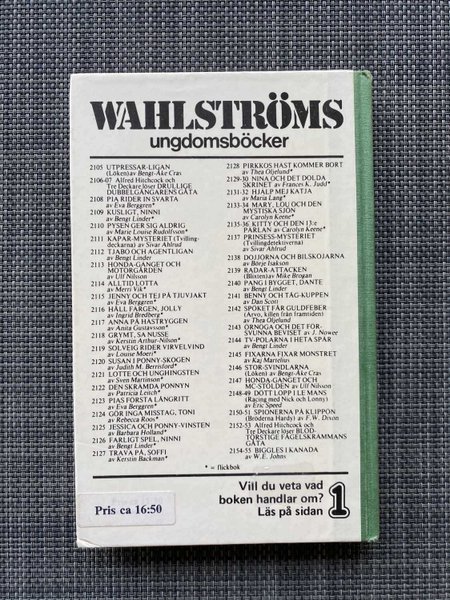 WAHLSTRÖMS
ungdomsböcker
2105 UTPRESSAR-LIGAN
(Löken) av Bengt-Åke Cras
2106-07 Alfred Hitchcock och
Tre Deckare löser DRULLIGE
DUBBELGÅNGARENS GÅTA
2108 PIA RIDER IN SVARTA
av Eva Berggren*
2109 KUSLIGT, NINNI
av Bengt Linder*
2110 PYSEN GER SIG ALDRIG
av Marie Louise Rudolfsson*
2111 KAPAR-MYSTERIET (Tvilling-
deckarna) av Sivar Ahlrud
2112 TJABO OCH AGENTLIGAN
av Bengt Linder
2113 HONDA-GÄNGET OCH
MOTORGÅRDEN
av Ulf Nilsson
2114 ALLTID LOTTA
av Merri Vik*
2115 JENNY OCH TEJ PÅ TJUVJAKT
av Eva Berggren*
2116 HÅLL FÄRGEN, JOLLY
av Ingrid Bredberg*
2117 ANNA PÅ HÄSTRYGGEN
av Anita Gustavsson*
2118 GRYMT, SA NUSSE
av Kerstin Arthur-Nilson*
2119 SOLVEIG RIDER VIRVELVIND
av Louise Moeri*
2120 SUSAN I PONNY-SKOGEN
av Judith M. Berrisford*
2121 LOTTE OCH UNGHINGSTEN
av Sven Martinson*
2122 DEN SKRÄMDA PONNYN
av Patricia Leitch*
2123 PIAS FÖRSTA LÅNGRITT
av Eva Berggren*
2124 GÖR INGA MISSTAG, TONI
av Rebecca Roos*
2125 JESSICA OCH PONNY-VINSTEN
av Barbara Holland*
2126 FARLIGT SPEL, NINNI
av Bengt Linder*
2127 TRAVA PÅ, SOFFI
av Kerstin Backman*
2128 PIRKKOS HÄST KOMMER BORT
av Thea Oljelund*
2129-30 NINA OCH DET DOLDA
SKRINET av Frances K. Judd*
2131-32 HJÄLP MEJ KATJA
av Maria Lang*
2133-34 MARY, LOU OCH DEN
MYSTISKA SJÖN
av Carolyn Keene*
2135-36 KITTY OCH DEN 13:e
PÄRLAN av Carolyn Keene*
2137 PRINSESS-MYSTERIET
(Tvillingdetektiverna)
av Sivar Ahlrud
2138 DOJJORNA OCH BILSKOJARNA
av Börje Isakson
2139 RADAR-ATTACKEN
(Blixten) av Mike Brogan
2140 PANG I BYGGET, DANTE
av Bengt Linder
2141 BENNY OCH TÅG-KUPPEN
av Dan Scott
2142 SPÖKET FÅR GULDFEBER
(Arvo, killen från framtiden)
av Thea Oljelund
2143 ÖRNÖGA OCH DET FÖR-
SVUNNA BEVISET av J. Nower
2144 TV-POLARNA I HETA SPÅR
av Bengt Linder
2145 FIXARNA FIXAR MONSTRET
av Kaj Martelius
2146 STOR-SVINDLARNA
(Löken) av Bengt-Åke Cras
2147 HONDA-GÄNGET OCH
MC-STÖLDEN av Ulf Nilsson
2148-49 DÖTT LOPP I LE MANS
(Racing med Nick och Lonny)
av Eric Speed
2150-51 SPIONERNA PÅ KLIPPÖN
(Bröderna Hardy) av F.W. Dixon
2152-53 Alfred Hitchcock och
Tre Deckare löser BLOD-
TÖRSTIGE FÅGELSKRÄMMANS
GÅTA
2154-55 BIGGLES I KANADA
av W.E. Johns
* = flickbok
Vill du veta vad
boken handlar om?
Läs på sidan 1
Pris ca 16:50